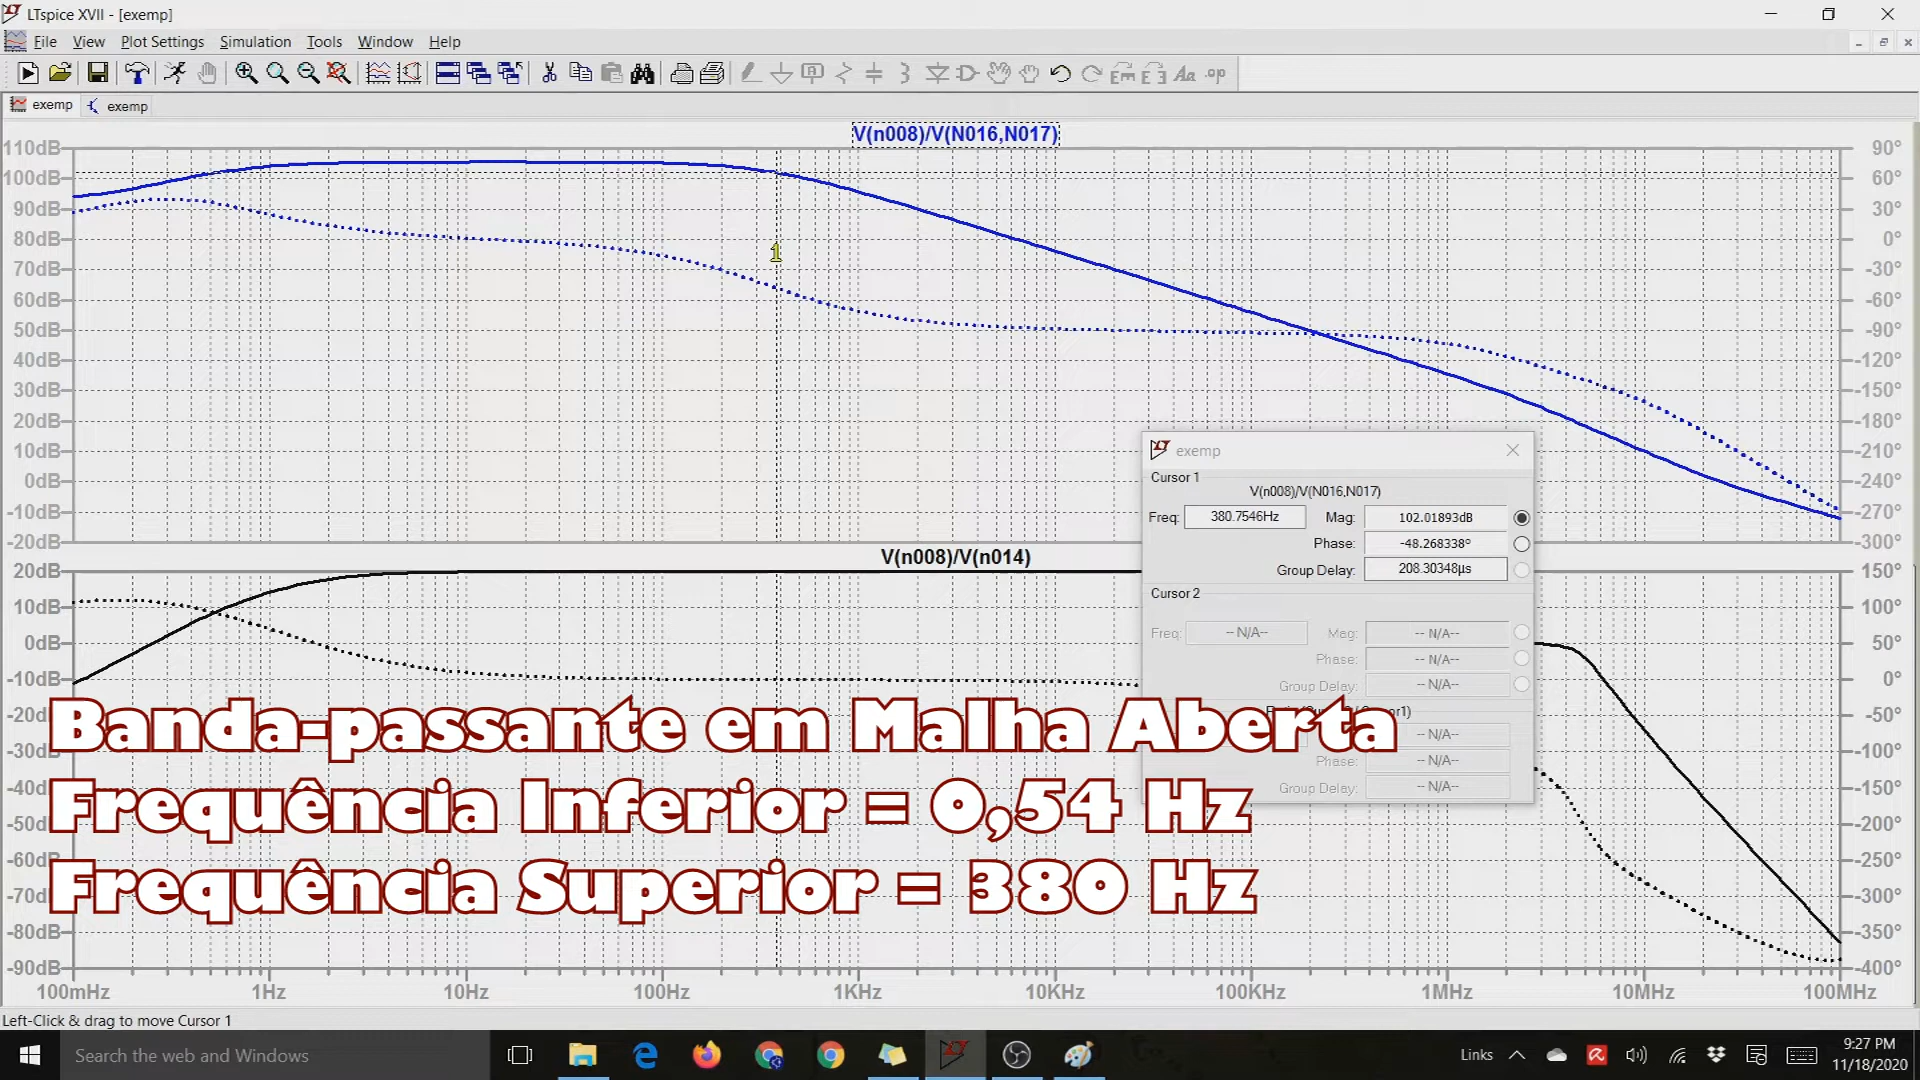 LTspice XVII - [exemp]
File View Plot Settings Simulation Tools Window Help
exemp exemp
V(n008)/V(N016,N017)
110dB 90°
100dB 60°
90dB 30°
80dB 0°
70dB -30°
60dB -60°
50dB -90°
40dB -120°
30dB -150°
20dB -180°
10dB -210°
0dB -240°
-10dB -270°
-20dB -300°
1
exemp
Cursor 1
V(n008)/V(N016,N017)
Freq: 380.7546Hz Mag: 102.01893dB
Phase: -48.268338°
Group Delay: 208.30348µs
Cursor 2
Freq: -- N/A-- Mag: -- N/A--
Phase: -- N/A--
Group Delay: -- N/A--
-- N/A--
Phase: -- N/A--
Group Delay: -- N/A--
V(n008)/V(n014)
20dB 150°
10dB 100°
0dB 50°
-10dB 0°
-20d -50°
-30d -100°
-40d -150°
-50d -200°
-60d -250°
-70d -300°
-80dB -350°
-90dB -400°
100mHz 1Hz 10Hz 100Hz 1KHz 10KHz 100KHz 1MHz 10MHz 100MHz
Banda-passante em Malha Aberta
Frequência Inferior = 0,54 Hz
Frequência Superior = 380 Hz
Left-Click & drag to move Cursor 1
Search the web and Windows
Links
9:27 PM
11/18/2020